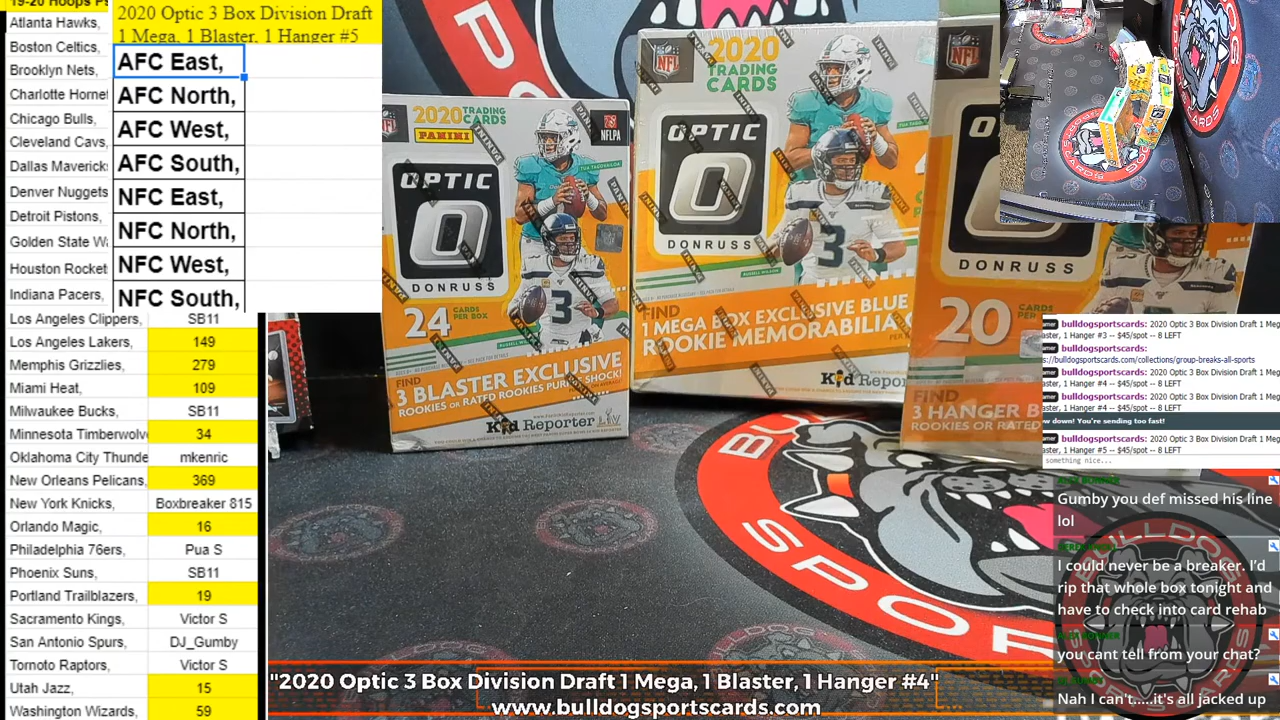 19-20 Hoops
Atlanta Hawks,
Boston Celtics,
Brooklyn Nets,
Charlotte Hornet
Chicago Bulls,
Cleveland Cavs,
Dallas Maverick
Denver Nuggets
Detroit Pistons,
Golden State Wa
Houston Rocket
Indiana Pacers,
Los Angeles Clippers, SB11
Los Angeles Lakers, 149
Memphis Grizzlies, 279
Miami Heat, 109
Milwaukee Bucks, SB11
Minnesota Timberwolv 34
Oklahoma City Thunde mkenric
New Orleans Pelicans, 369
New York Knicks, Boxbreaker 815
Orlando Magic, 16
Philadelphia 76ers, Pua S
Phoenix Suns, SB11
Portland Trailblazers, 19
Sacramento Kings, Victor S
San Antonio Spurs, DJ_Gumby
Tornoto Raptors, Victor S
Utah Jazz, 15
Washington Wizards, 59
2020 Optic 3 Box Division Draft
1 Mega, 1 Blaster, 1 Hanger #5
AFC East,
AFC North,
AFC West,
AFC South,
NFC East,
NFC North,
NFC West,
NFC South,
NFL
2020 TRADING CARDS
PANINI
NFLPA
OPTIC
O
DONRUSS
24 CARDS PER BOX
FIND
3 BLASTER EXCLUSIVE
ROOKIES OR RATED ROOKIES PURPLE SHOCK!
Kid Reporter
NFL
2020
TRADING
CARDS
OPTIC
O
DONRUSS
RUSSELL WILSON
3
FIND
1 MEGA BOX EXCLUSIVE BLUE
ROOKIE MEMORABILIA
Kid Repor
NFL
DONRUSS
20 CARDS PER
FIND
3 HANGER B
ROOKIES OR RATED
bulldogsportscards: 2020 Optic 3 Box Division Draft 1 Meg
aster, 1 Hanger #3 -- $45/spot -- 8 LEFT
bulldogsportscards:
s://bulldogsportscards.com/collections/group-breaks-all-sports
bulldogsportscards: 2020 Optic 3 Box Division Draft 1 Meg
aster, 1 Hanger #4 -- $45/spot -- 8 LEFT
bulldogsportscards: 2020 Optic 3 Box Division Draft 1 Meg
aster, 1 Hanger #4 -- $45/spot -- 8 LEFT
w down! You're sending too fast!
bulldogsportscards: 2020 Optic 3 Box Division Draft 1 Meg
aster, 1 Hanger #5 -- $45/spot -- 8 LEFT
something nice...
Gumby you def missed his line
lol
I could never be a breaker. I'd
rip that whole box tonight and
have to check into card rehab
you cant tell from your chat?
Nah I can't.....it's all jacked up
"2020 Optic 3 Box Division Draft 1 Mega, 1 Blaster, 1 Hanger #4"
www.bulldogsportscards.com